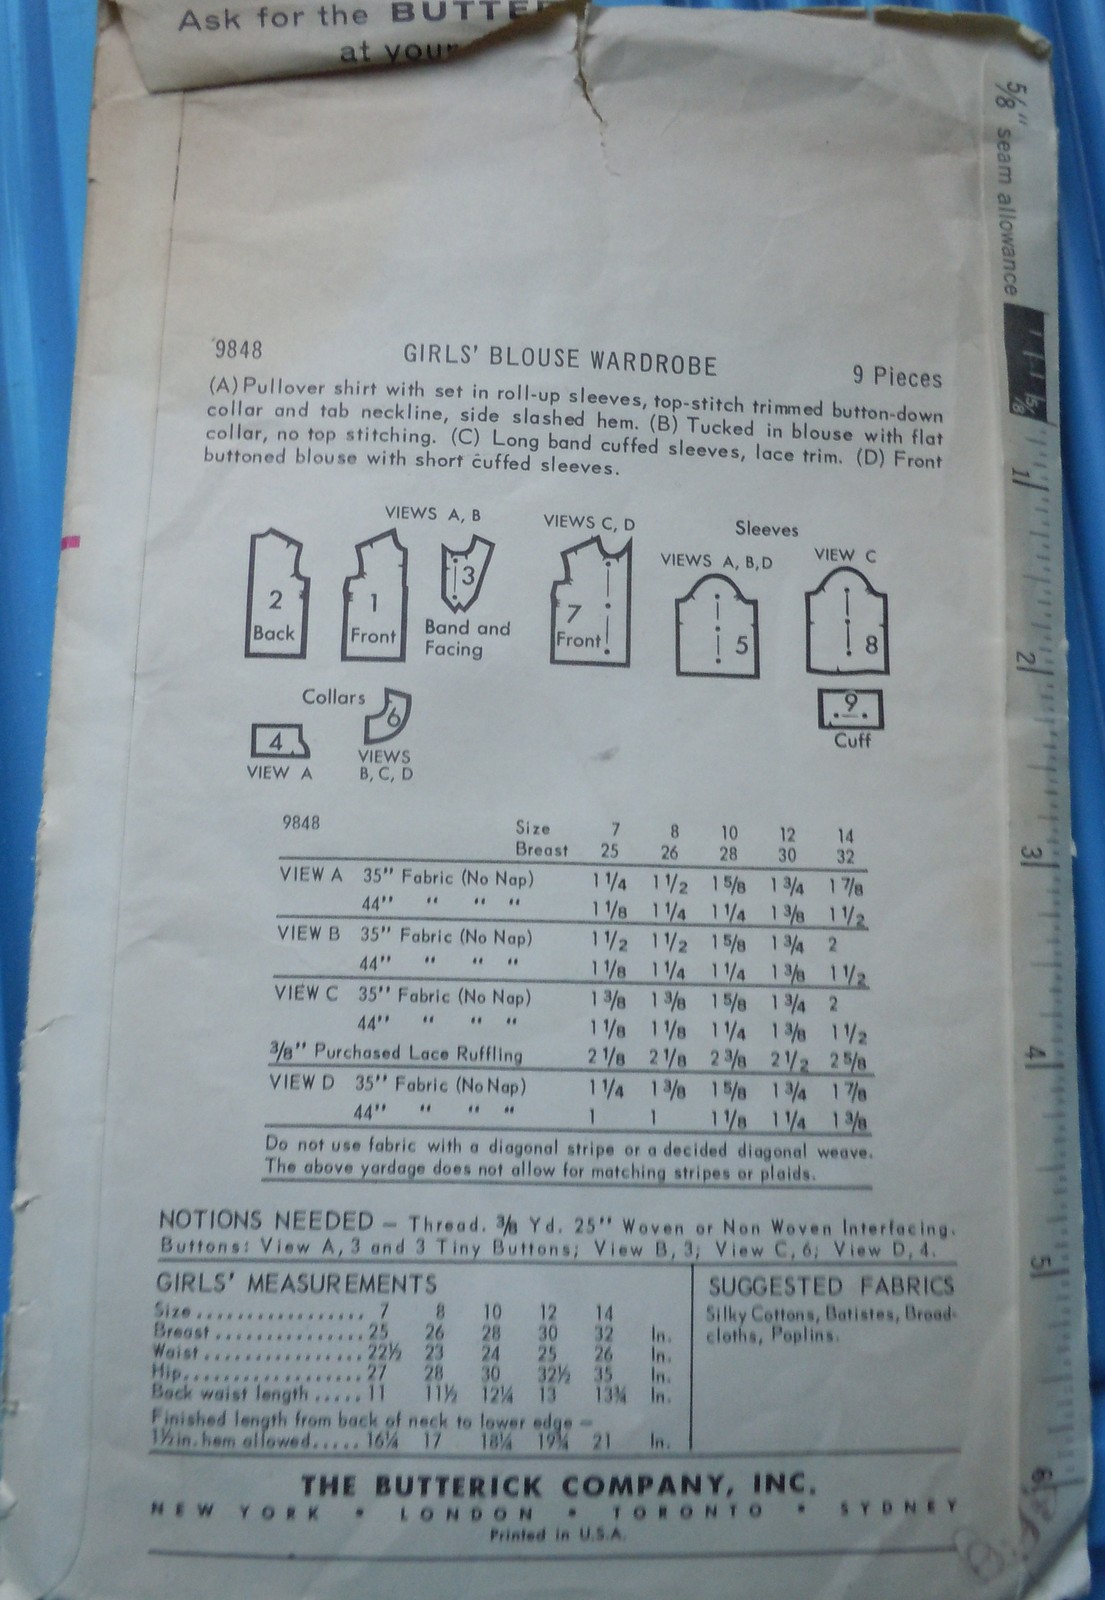 Ask for the BUTTE
at your
5/8" seam allowance
9848 GIRLS' BLOUSE WARDROBE 9 Pieces
(A) Pullover shirt with set in roll-up sleeves, top-stitch trimmed button-down
collar and tab neckline, side slashed hem. (B) Tucked in blouse with flat
collar, no top stitching. (C) Long band cuffed sleeves, lace trim. (D) Front
buttoned blouse with short cuffed sleeves.
VIEWS A, B VIEWS C, D Sleeves
VIEWS A, B, D VIEW C
2 Back
1 Front
3
Band and
Facing
7 Front
5
8
Collars
4
VIEW A
6
VIEWS
B, C, D
9
Cuff
9848 Size 7 8 10 12 14
Breast 25 26 28 30 32
VIEW A 35" Fabric (No Nap) 1 1/4 1 1/2 1 5/8 1 3/4 1 7/8
44" " " " 1 1/8 1 1/4 1 1/4 1 3/8 1 1/2
VIEW B 35" Fabric (No Nap) 1 1/2 1 1/2 1 5/8 1 3/4 2
44" " " " 1 1/8 1 1/4 1 1/4 1 3/8 1 1/2
VIEW C 35" Fabric (No Nap) 1 3/8 1 3/8 1 5/8 1 3/4 2
44" " " " 1 1/8 1 1/8 1 1/4 1 3/8 1 1/2
3/8" Purchased Lace Ruffling 2 1/8 2 1/8 2 3/8 2 1/2 2 5/8
VIEW D 35" Fabric (No Nap) 1 1/4 1 3/8 1 5/8 1 3/4 1 7/8
44" " " " 1 1 1 1/8 1 1/4 1 3/8
Do not use fabric with a diagonal stripe or a decided diagonal weave.
The above yardage does not allow for matching stripes or plaids.
NOTIONS NEEDED – Thread. 3/8 Yd. 25" Woven or Non Woven Interfacing.
Buttons: View A, 3 and 3 Tiny Buttons; View B, 3; View C, 6; View D, 4.
GIRLS' MEASUREMENTS
Size ................. 7 8 10 12 14
Breast ............... 25 26 28 30 32 In.
Waist ................ 22½ 23 24 25 26 In.
Hip.................. 27 28 30 32½ 35 In.
Back waist length ..... 11 11½ 12¼ 13 13¾ In.
Finished length from back of neck to lower edge –
1½ in. hem allowed..... 16¼ 17 18¼ 19¾ 21 In.
SUGGESTED FABRICS
Silky Cottons, Batistes, Broad-
cloths, Poplins.
THE BUTTERICK COMPANY, INC.
NEW YORK • LONDON • TORONTO • SYDNEY
Printed in U.S.A.
5/8
1
2
3
4
5
6